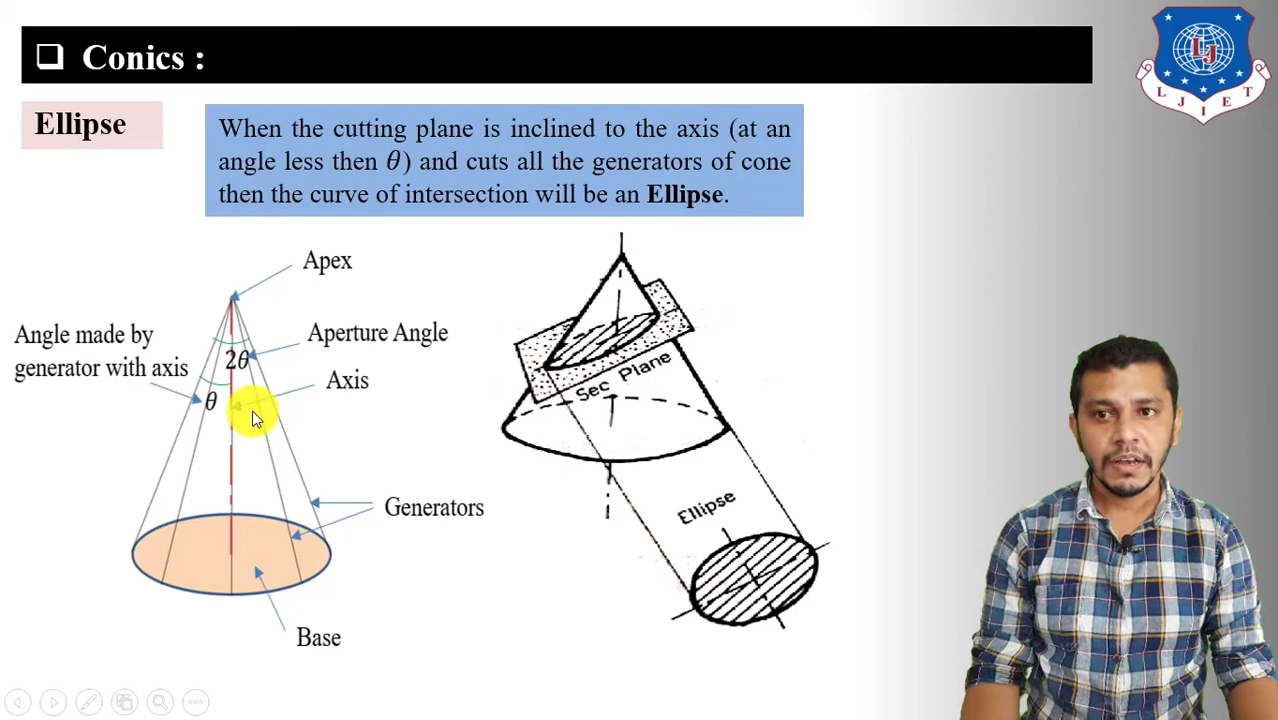 ❑ Conics :
L J I E T
LJ
Ellipse
When the cutting plane is inclined to the axis (at an
angle less then θ) and cuts all the generators of cone
then the curve of intersection will be an Ellipse.
Apex
Angle made by
generator with axis
Aperture Angle
2θ
Axis
θ
Generators
Base
Sec Plane
Ellipse